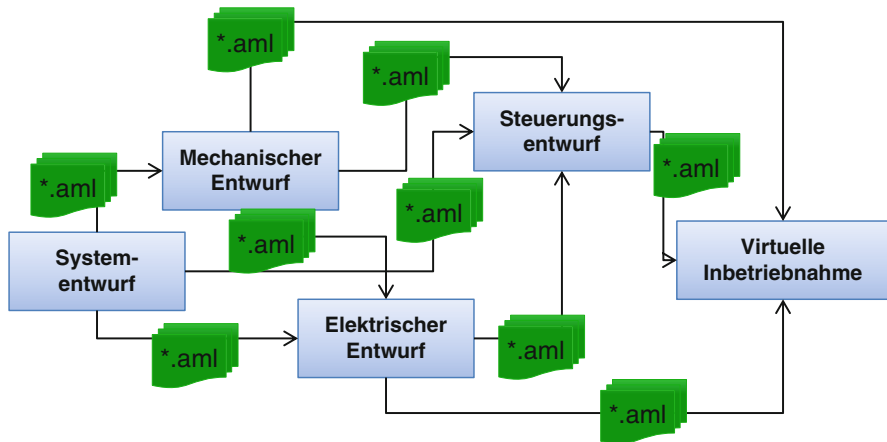 *.aml
*.aml
Steuerungs-
entwurf
Mechanischer
Entwurf
*.aml
*.aml
*.aml
*.aml
System-
entwurf
Virtuelle
Inbetriebnahme
Elektrischer
Entwurf
*.aml
*.aml
*.aml